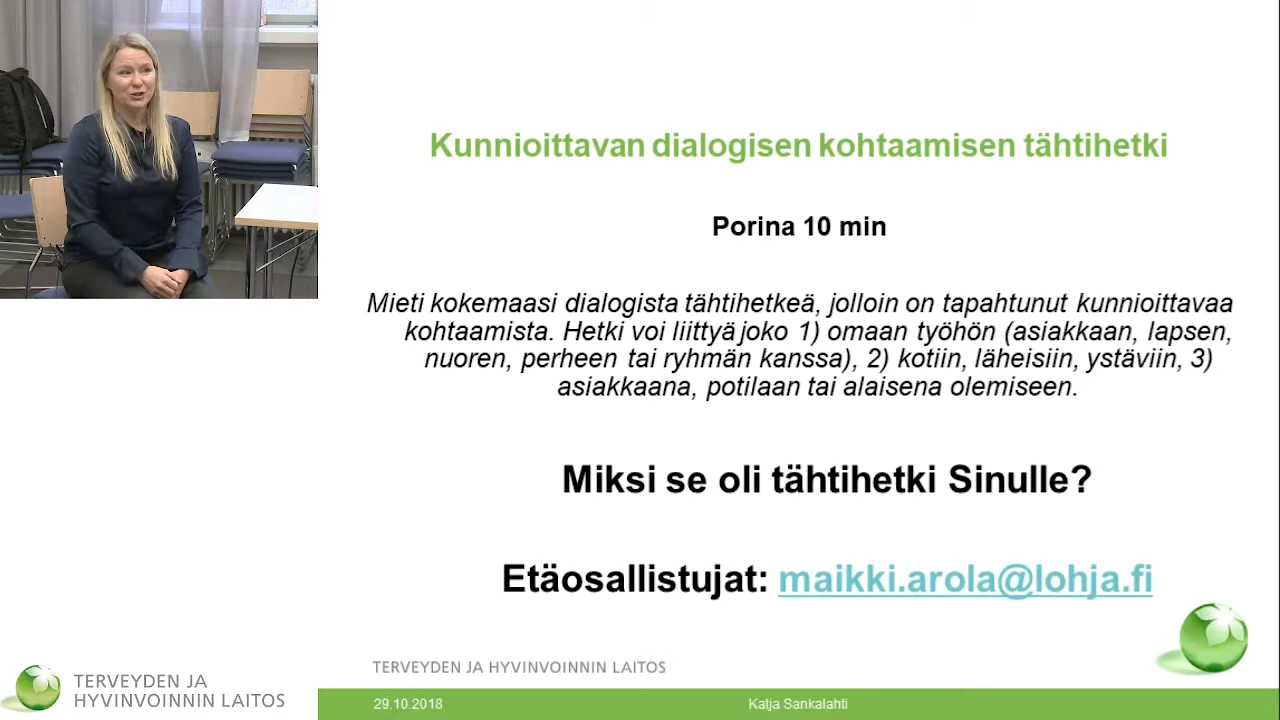 Kunnioittavan dialogisen kohtaamisen tähtihetki
Porina 10 min
Mieti kokemaasi dialogista tähtihetkeä, jolloin on tapahtunut kunnioittavaa
kohtaamista. Hetki voi liittyä joko 1) omaan työhön (asiakkaan, lapsen,
nuoren, perheen tai ryhmän kanssa), 2) kotiin, läheisiin, ystäviin, 3)
asiakkaana, potilaan tai alaisena olemiseen.
Miksi se oli tähtihetki Sinulle?
Etäosallistujat: maikki.arola@lohja.fi
TERVEYDEN JA HYVINVOINNIN LAITOS
29.10.2018 Katja Sankalahti
TERVEYDEN JA
HYVINVOINNIN LAITOS